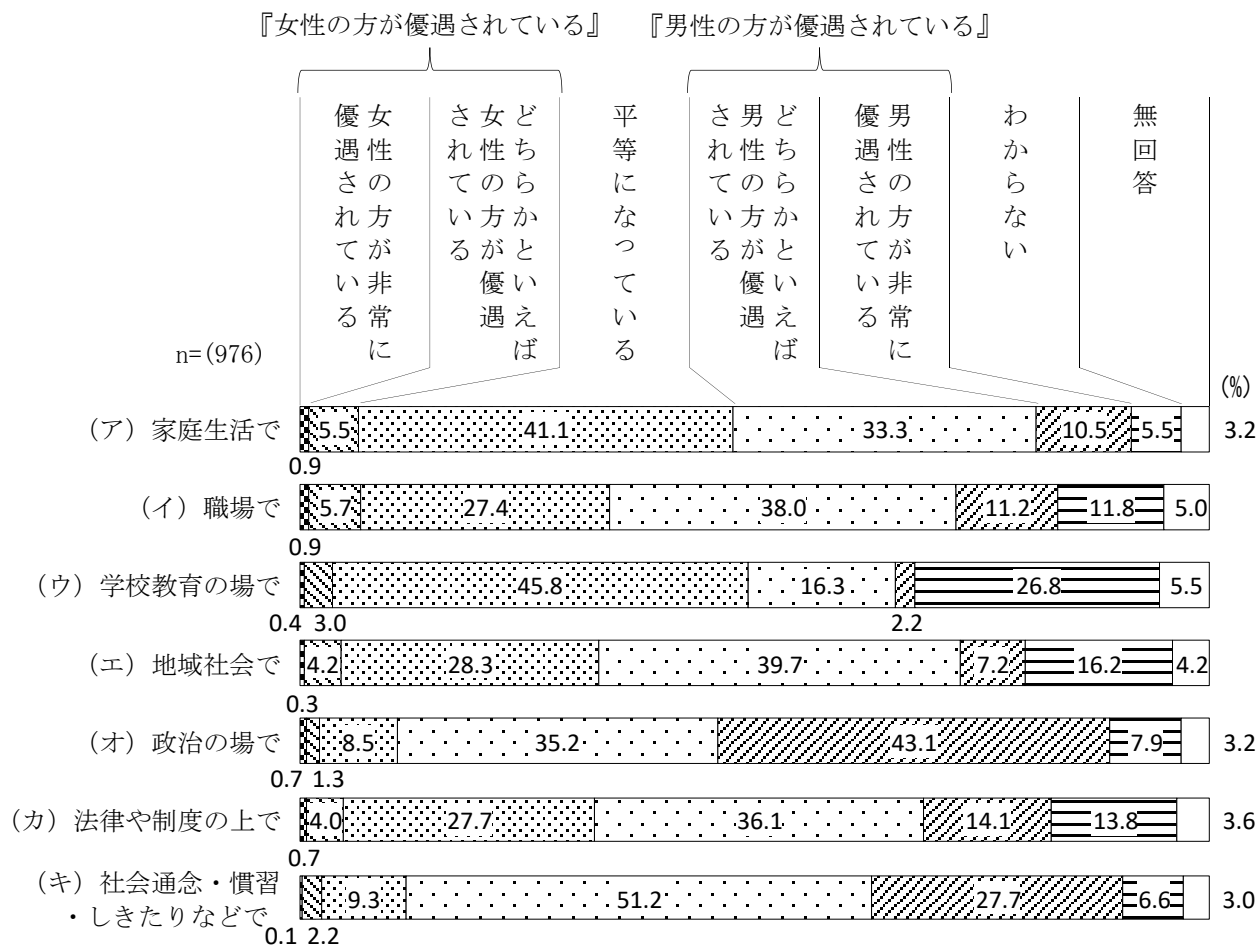 『女性の方が優遇されている』 『男性の方が優遇されている』
女性の方が非常に
優遇されている
どちらかといえば
女性の方が優遇
されている
平等になっている
どちらかといえば
男性の方が優遇
されている
男性の方が非常に
優遇されている
わからない
無回答
n=(976)
(%)
(ア)家庭生活で 5.5 41.1 33.3 10.5 5.5 3.2
0.9
(イ)職場で 5.7 27.4 38.0 11.2 11.8 5.0
0.9
(ウ)学校教育の場で 45.8 16.3 26.8 5.5
0.4 3.0 2.2
(エ)地域社会で 4.2 28.3 39.7 7.2 16.2 4.2
0.3
(オ)政治の場で 8.5 35.2 43.1 7.9 3.2
0.7 1.3
(カ)法律や制度の上で 4.0 27.7 36.1 14.1 13.8 3.6
0.7
(キ)社会通念・慣習
・しきたりなどで 9.3 51.2 27.7 6.6 3.0
0.1 2.2